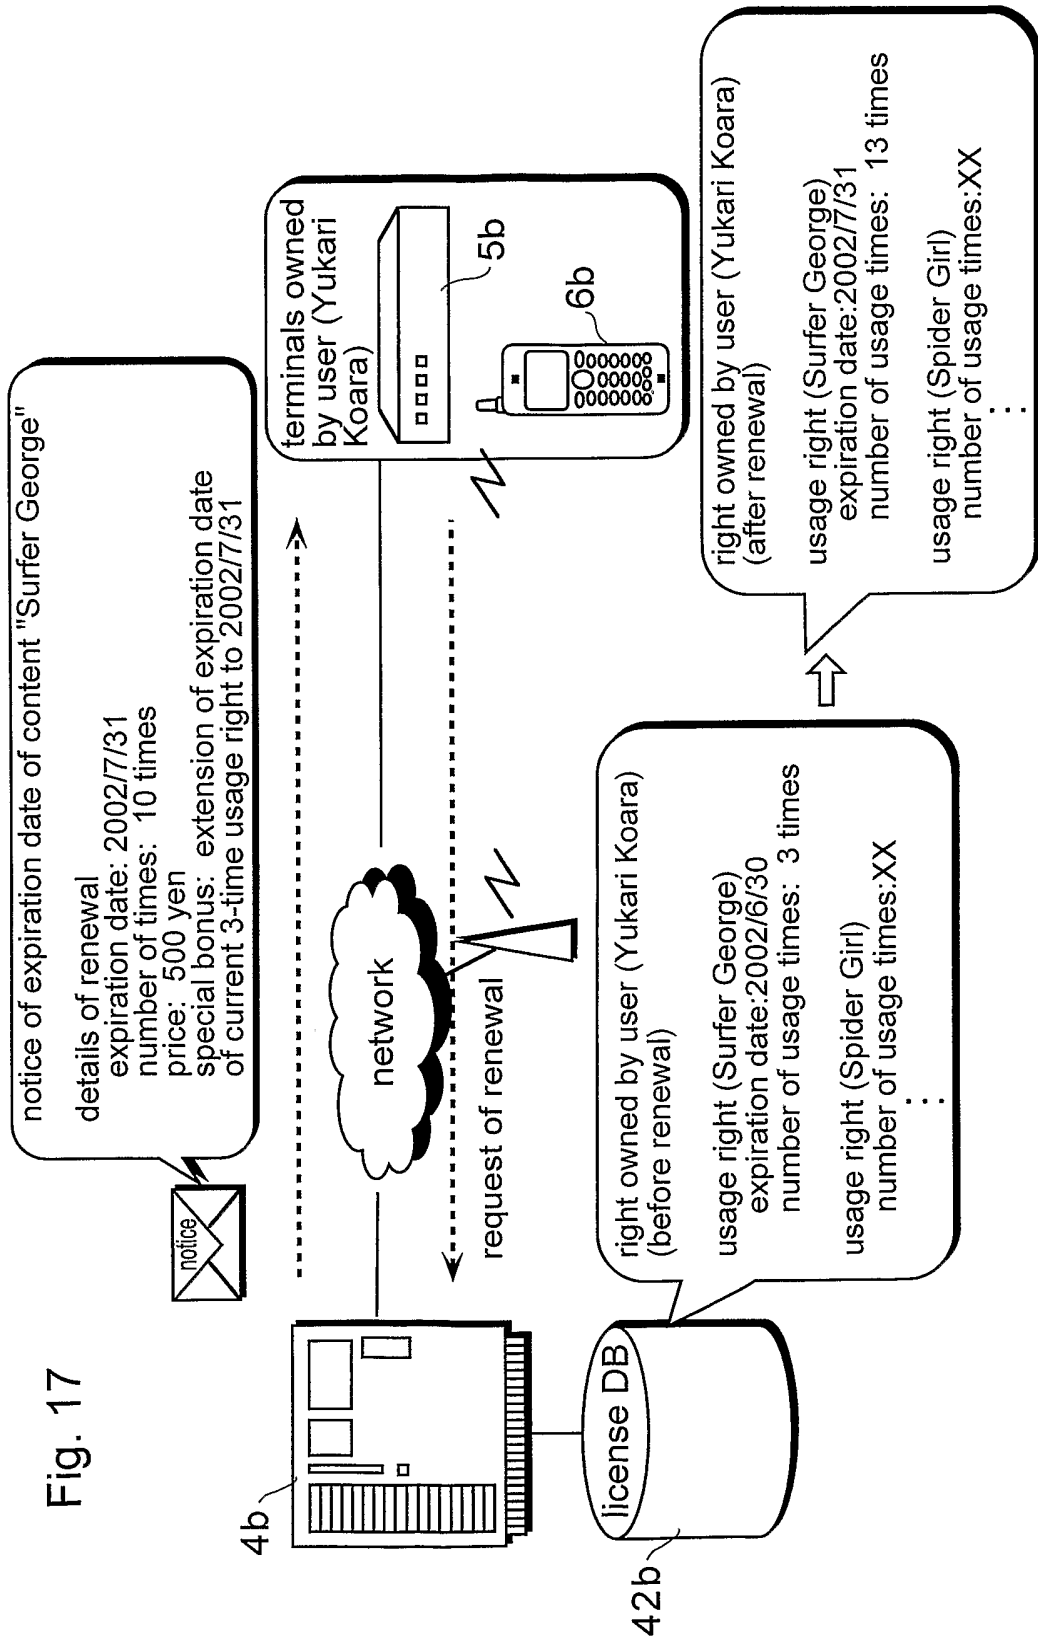 Fig. 17
notice of expiration date of content "Surfer George"
details of renewal
expiration date: 2002/7/31
number of times: 10 times
price: 500 yen
special bonus: extension of expiration date
of current 3-time usage right to 2002/7/31
notice
4b
network
request of renewal
terminals owned
by user (Yukari
Koara)
5b
6b
license DB
42b
right owned by user (Yukari Koara)
(before renewal)
usage right (Surfer George)
expiration date:2002/6/30
number of usage times: 3 times
usage right (Spider Girl)
number of usage times:XX
⋮
right owned by user (Yukari Koara)
(after renewal)
usage right (Surfer George)
expiration date:2002/7/31
number of usage times: 13 times
usage right (Spider Girl)
number of usage times:XX
⋮